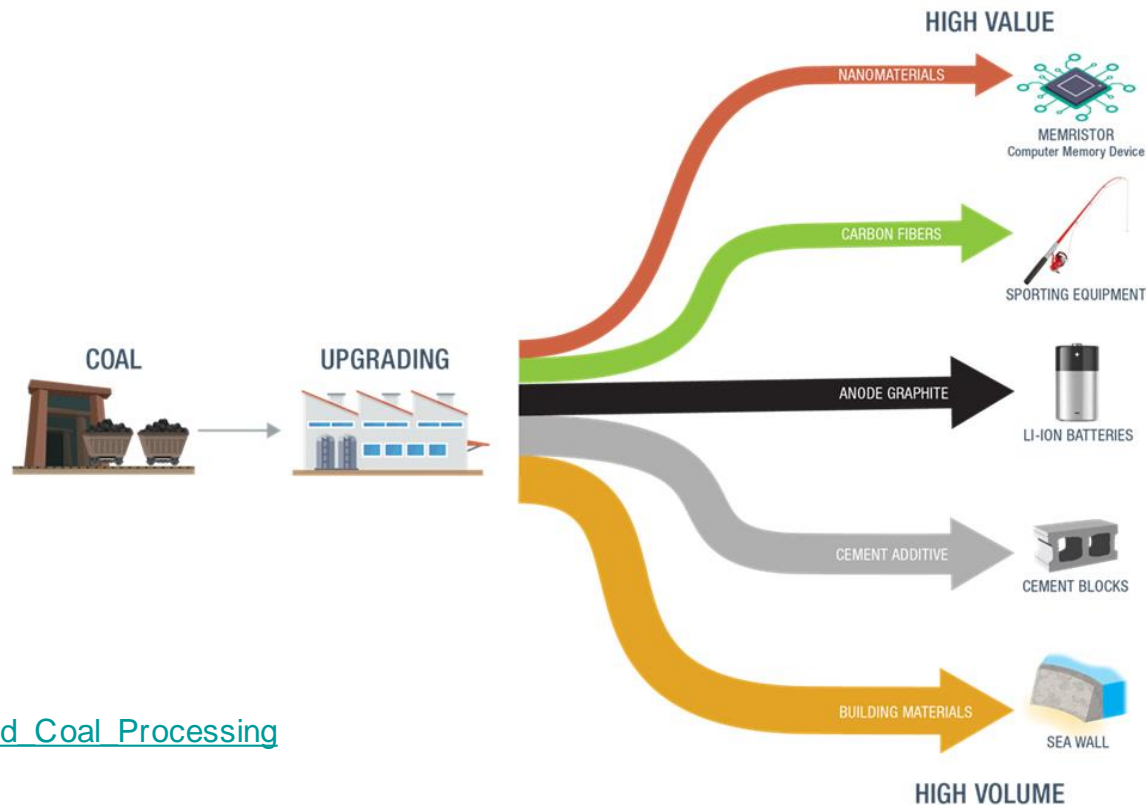 HIGH VALUE
NANOMATERIALS
MEMRISTOR
Computer Memory Device
CARBON FIBERS
SPORTING EQUIPMENT
COAL
UPGRADING
ANODE GRAPHITE
LI-ION BATTERIES
CEMENT ADDITIVE
CEMENT BLOCKS
BUILDING MATERIALS
SEA WALL
d_Coal_Processing
HIGH VOLUME